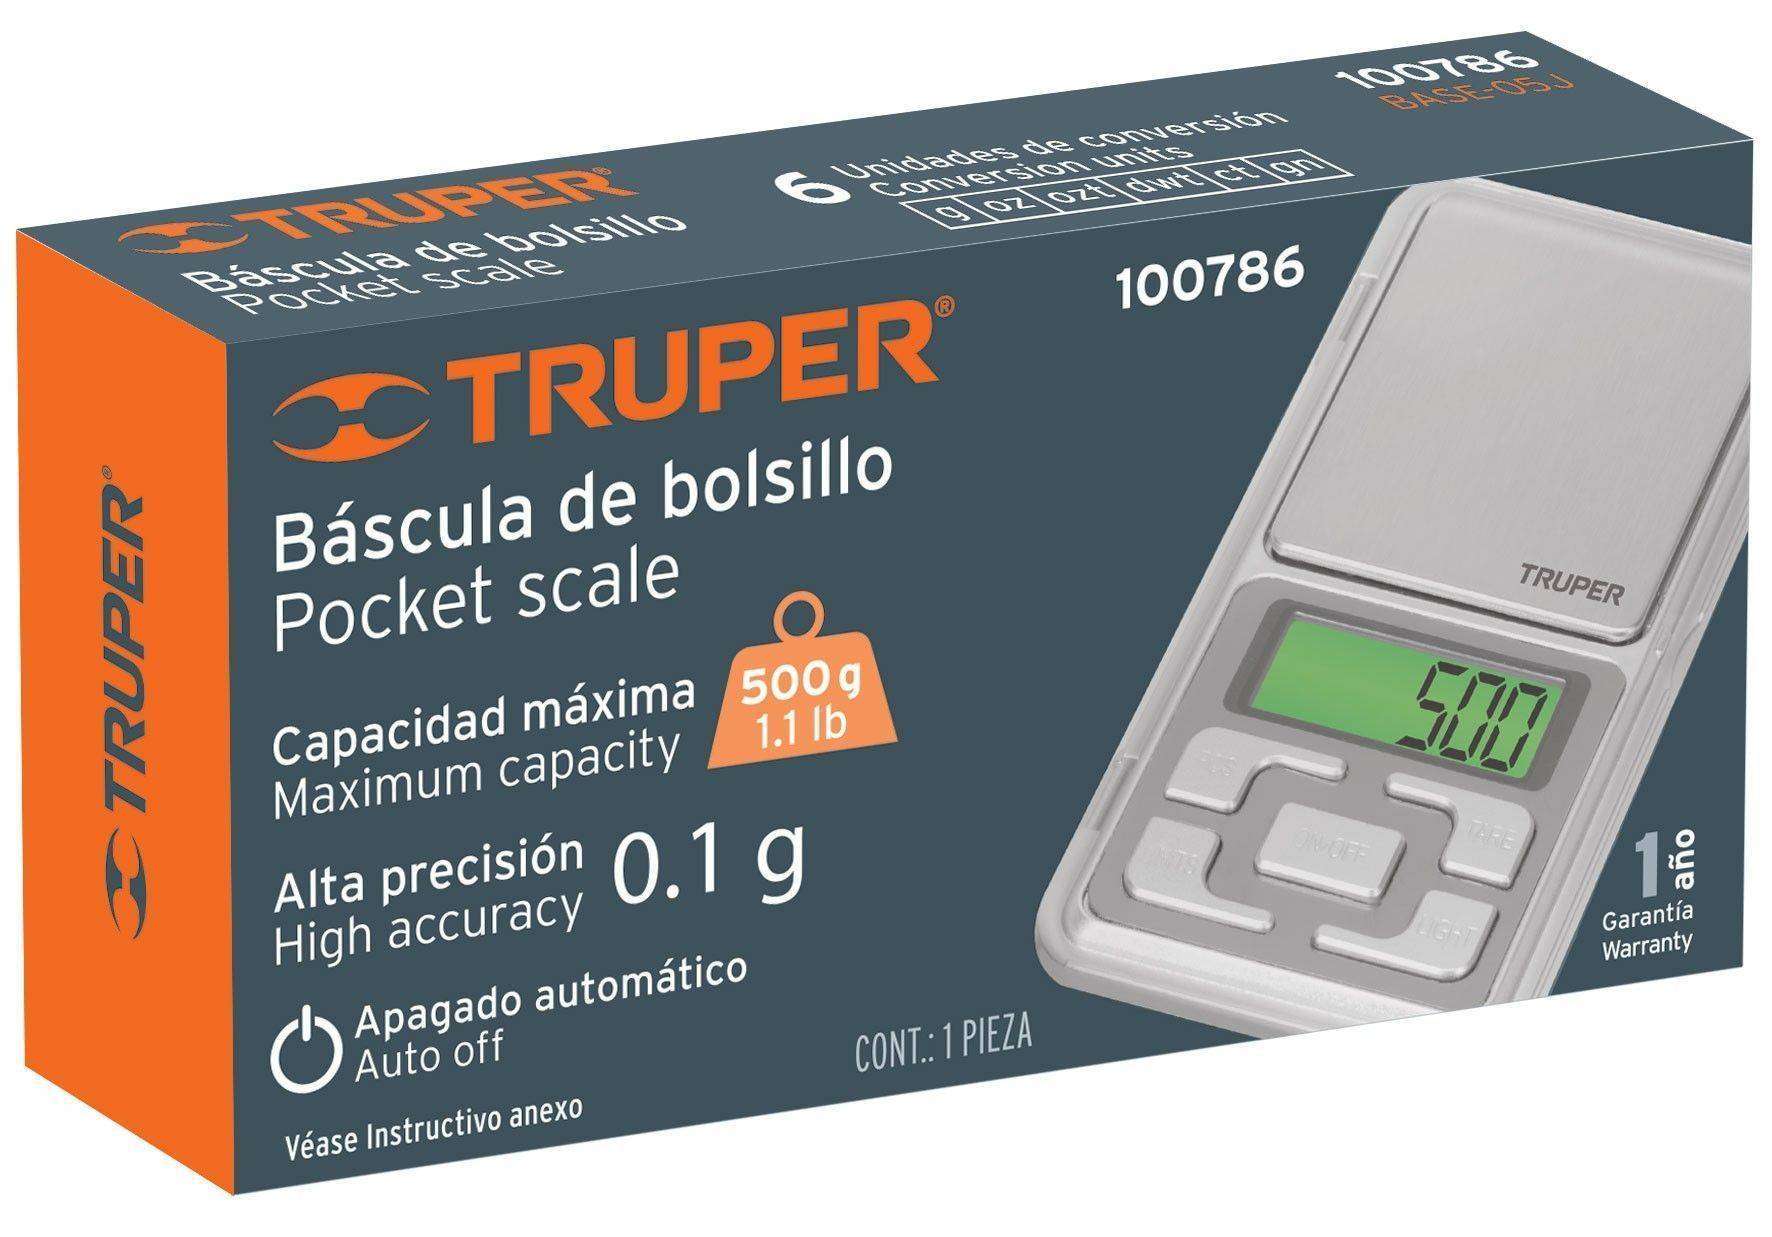 100786
BASE-05J
6 Unidades de conversión
Conversion units
g oz ozt dwt ct gn
TRUPER®
Báscula de bolsillo
Pocket scale
TRUPER®
100786
TRUPER®
Báscula de bolsillo
Pocket scale
Capacidad máxima
Maximum capacity
500 g
1.1 lb
Alta precisión
High accuracy
0.1 g
Apagado automático
Auto off
Véase Instructivo anexo
CONT.: 1 PIEZA
TRUPER
500
PCS
TARE
ON•OFF
UNITS
LIGHT
1 año
Garantía
Warranty